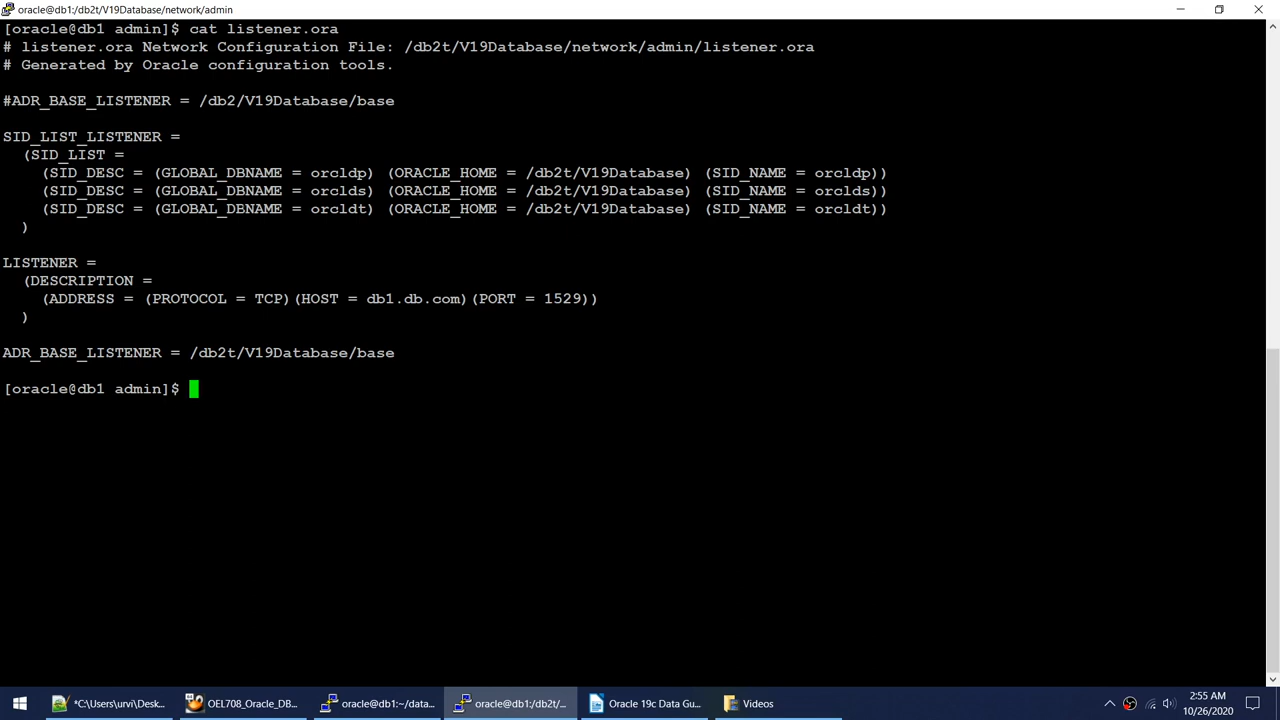 oracle@db1:/db2t/V19Database/network/admin
[oracle@db1 admin]$ cat listener.ora
# listener.ora Network Configuration File: /db2t/V19Database/network/admin/listener.ora
# Generated by Oracle configuration tools.
#ADR_BASE_LISTENER = /db2/V19Database/base
SID_LIST_LISTENER =
(SID_LIST =
(SID_DESC = (GLOBAL_DBNAME = orcldp) (ORACLE_HOME = /db2t/V19Database) (SID_NAME = orcldp))
(SID_DESC = (GLOBAL_DBNAME = orclds) (ORACLE_HOME = /db2t/V19Database) (SID_NAME = orclds))
(SID_DESC = (GLOBAL_DBNAME = orcldt) (ORACLE_HOME = /db2t/V19Database) (SID_NAME = orcldt))
)
LISTENER =
(DESCRIPTION =
(ADDRESS = (PROTOCOL = TCP)(HOST = db1.db.com)(PORT = 1529))
)
ADR_BASE_LISTENER = /db2t/V19Database/base
[oracle@db1 admin]$
*C:\Users\urvi\Desk... OEL708_Oracle_DB... oracle@db1:~/data... oracle@db1:/db2t/... Oracle 19c Data Gu... Videos
2:55 AM
10/26/2020